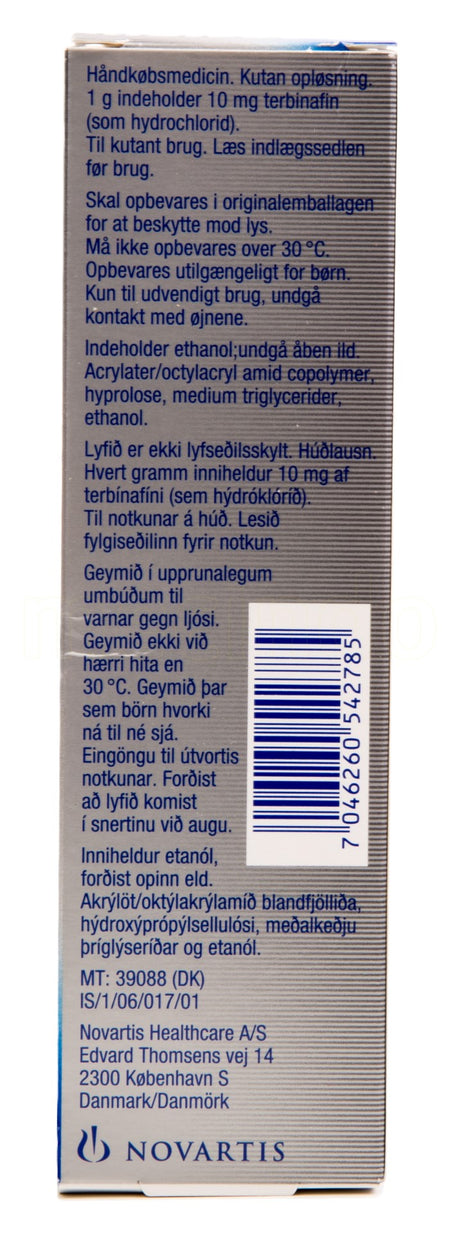 Håndkøbsmedicin. Kutan opløsning.
1 g indeholder 10 mg terbinafin
(som hydrochlorid).
Til kutant brug. Læs indlægssedlen
før brug.
Skal opbevares i originalemballagen
for at beskytte mod lys.
Må ikke opbevares over 30 °C.
Opbevares utilgængeligt for børn.
Kun til udvendigt brug, undgå
kontakt med øjnene.
Indeholder ethanol;undgå åben ild.
Acrylater/octylacryl amid copolymer,
hyprolose, medium triglycerider,
ethanol.
Lyfið er ekki lyfseðilsskylt. Húðlausn.
Hvert gramm inniheldur 10 mg af
terbínafíni (sem hýdróklóríð).
Til notkunar á húð. Lesið
fylgiseðilinn fyrir notkun.
Geymið í upprunalegum
umbúðum til
varnar gegn ljósi.
Geymið ekki við
hærri hita en
30 °C. Geymið þar
sem börn hvorki
ná til né sjá.
Eingöngu til útvortis
notkunar. Forðist
að lyfið komist
í snertinu við augu.
7 046260 542785
Inniheldur etanól,
forðist opinn eld.
Akrýlöt/oktýlakrýlamíð blandfjölliða,
hýdroxýprópýlsellulósi, meðalkeðju
þríglýseríðar og etanól.
MT: 39088 (DK)
IS/1/06/017/01
Novartis Healthcare A/S
Edvard Thomsens vej 14
2300 København S
Danmark/Danmörk
NOVARTIS